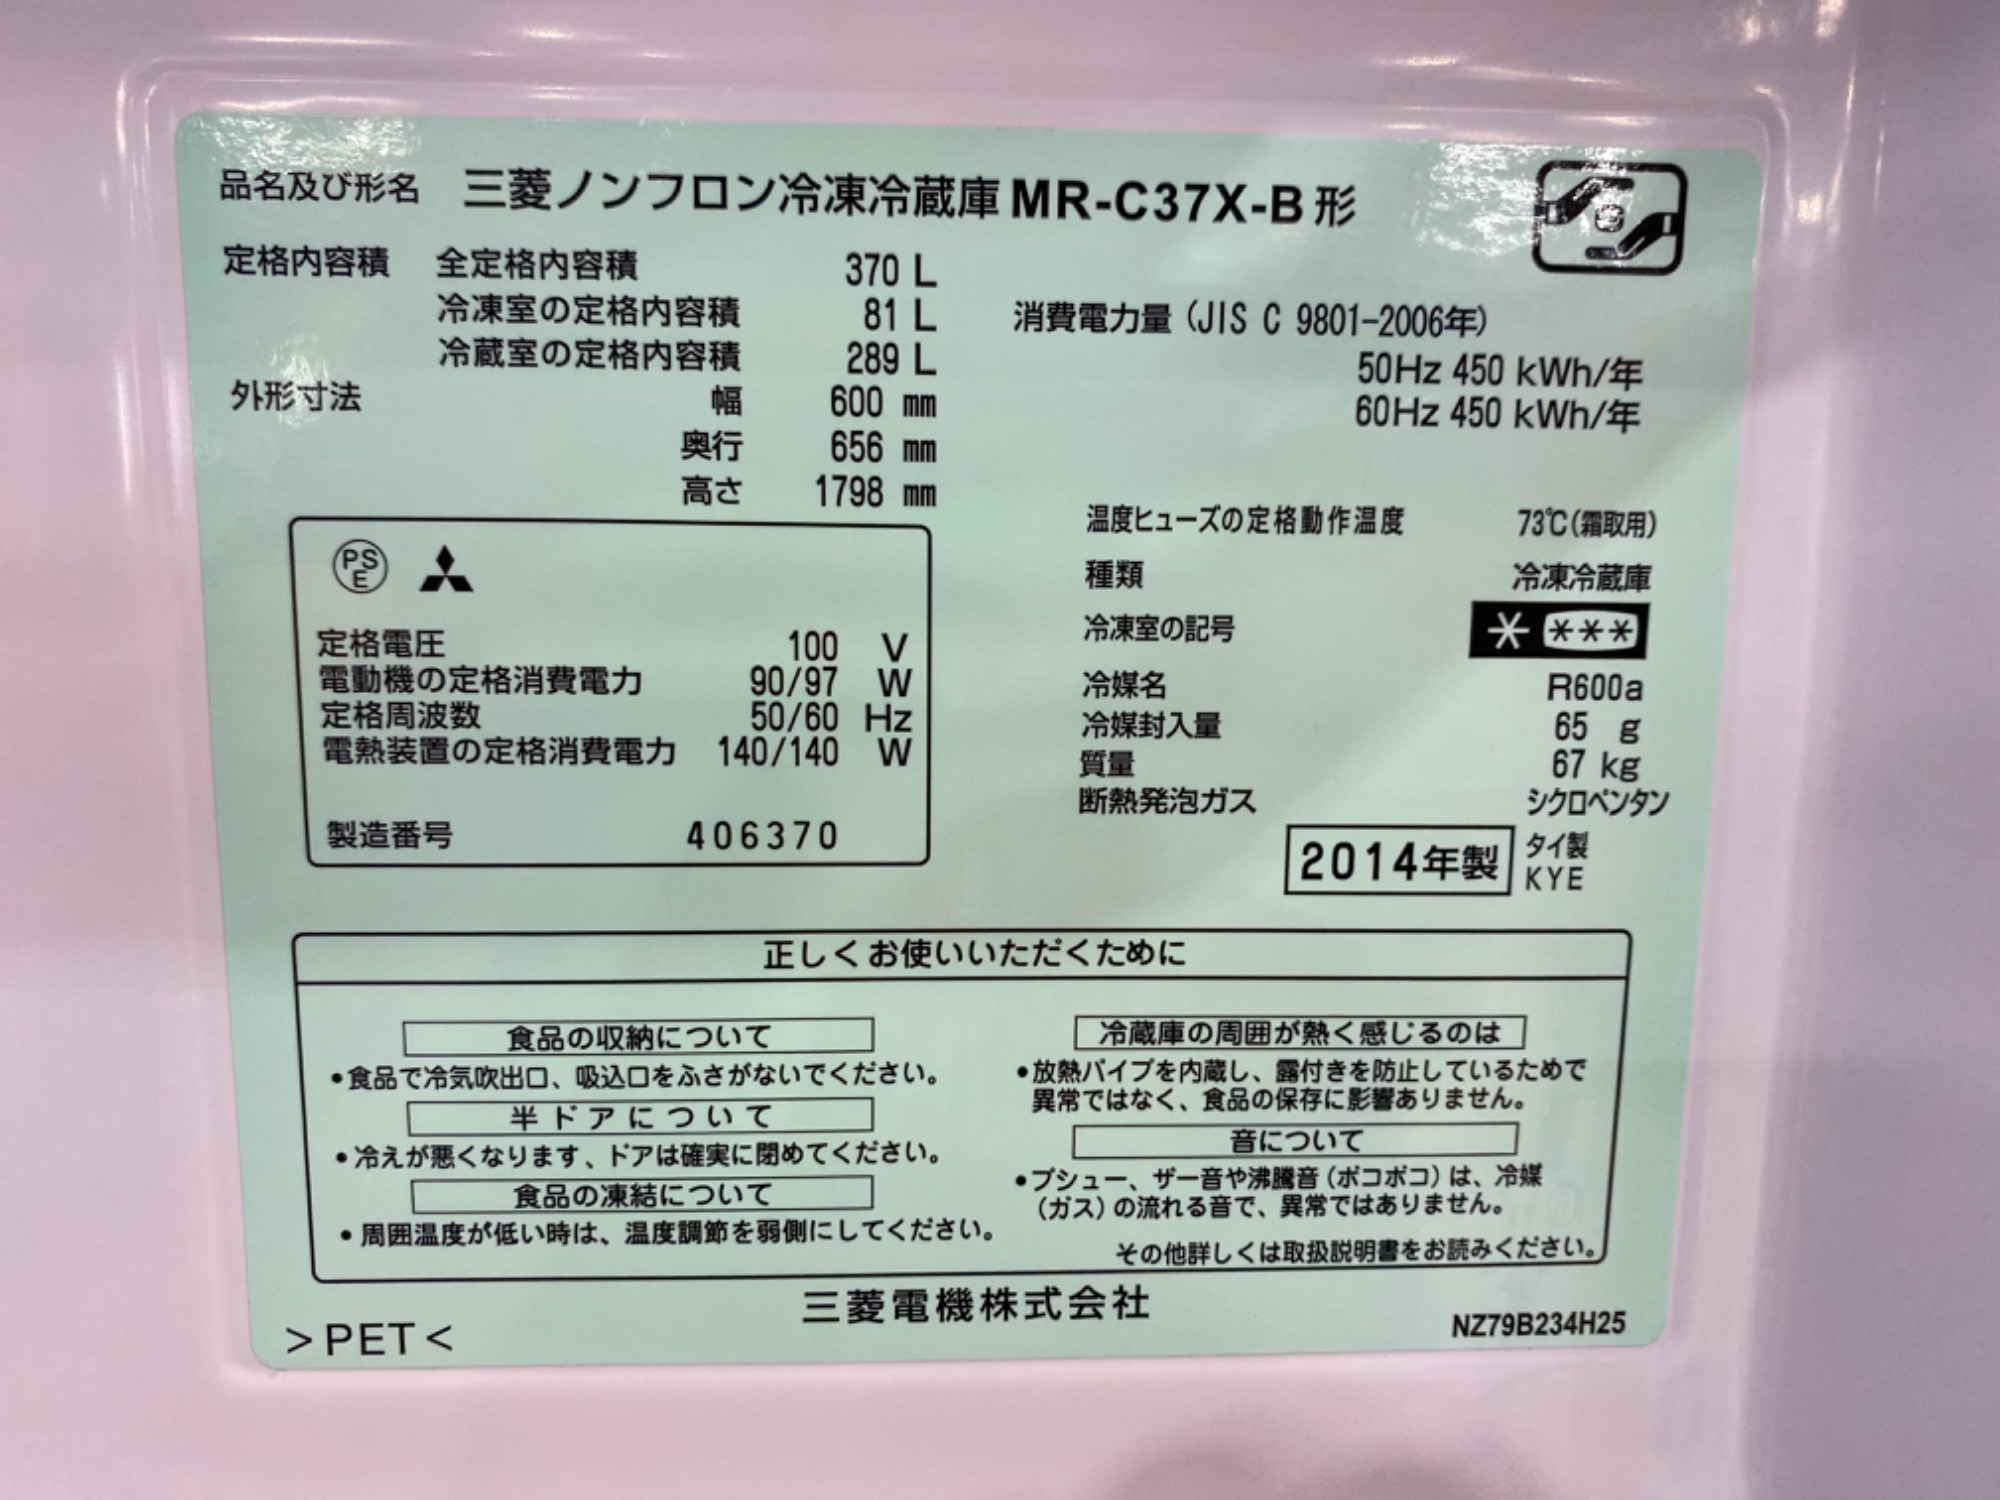 品名及び形名 三菱ノンフロン冷凍冷蔵庫 MR-C37X-B 形
定格内容積 全定格内容積 370 L
冷凍室の定格内容積 81 L
冷蔵室の定格内容積 289 L
外形寸法 幅 600 mm
奥行 656 mm
高さ 1798 mm
消費電力量 (JIS C 9801-2006年)
50Hz 450 kWh/年
60Hz 450 kWh/年
PS
E
定格電圧 100 V
電動機の定格消費電力 90/97 W
定格周波数 50/60 Hz
電熱装置の定格消費電力 140/140 W
製造番号 406370
温度ヒューズの定格動作温度 73℃(霜取用)
種類 冷凍冷蔵庫
冷凍室の記号 * ***
冷媒名 R600a
冷媒封入量 65 g
質量 67 kg
断熱発泡ガス シクロペンタン
2014年製 タイ製
KYE
正しくお使いいただくために
食品の収納について
•食品で冷気吹出口、吸込口をふさがないでください。
半ドアについて
•冷えが悪くなります、ドアは確実に閉めてください。
食品の凍結について
•周囲温度が低い時は、温度調節を弱側にしてください。
冷蔵庫の周囲が熱く感じるのは
•放熱パイプを内蔵し、露付きを防止しているためで
異常ではなく、食品の保存に影響ありません。
音について
•プシュー、ザー音や沸騰音(ポコポコ)は、冷媒
(ガス)の流れる音で、異常ではありません。
その他詳しくは取扱説明書をお読みください。
三菱電機株式会社
>PET<
NZ79B234H25